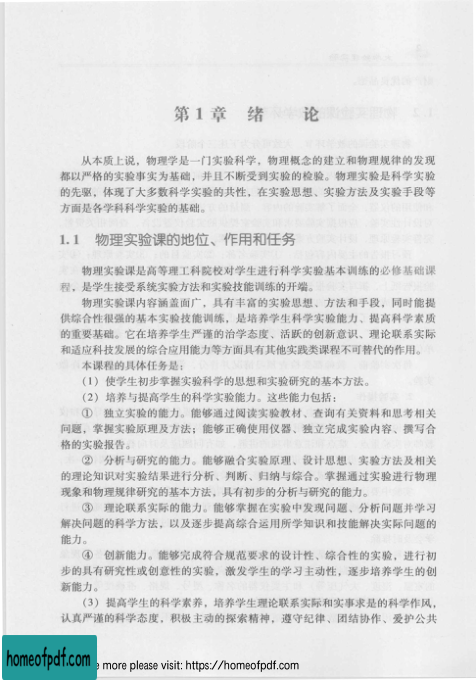 第1章 绪 论
从本质上说，物理学是一门实验科学，物理概念的建立和物理规律的发现
都以严格的实验事实为基础，并且不断受到实验的检验。物理实验是科学实验
的先驱，体现了大多数科学实验的共性，在实验思想、实验方法及实验手段等
方面是各学科科学实验的基础。
1.1 物理实验课的地位、作用和任务
物理实验课是高等理工科院校对学生进行科学实验基本训练的必修基础课
程，是学生接受系统实验方法和实验技能训练的开端。
物理实验课内容涵盖面广，具有丰富的实验思想、方法和手段，同时能提
供综合性很强的基本实验技能训练，是培养学生科学实验能力、提高科学素质
的重要基础。它在培养学生严谨的治学态度、活跃的创新意识、理论联系实际
和适应科技发展的综合应用能力等方面具有其他实践类课程不可替代的作用。
本课程的具体任务是：
（1）使学生初步掌握实验科学的思想和实验研究的基本方法。
（2）培养与提高学生的科学实验能力。这些能力包括：
① 独立实验的能力。能够通过阅读实验教材、查询有关资料和思考相关
问题，掌握实验原理及方法；能够正确使用仪器、独立完成实验内容、撰写合
格的实验报告。
② 分析与研究的能力。能够融合实验原理、设计思想、实验方法及相关
的理论知识对实验结果进行分析、判断、归纳与综合。掌握通过实验进行物理
现象和物理规律研究的基本方法，具有初步的分析与研究的能力。
③ 理论联系实际的能力。能够掌握在实验中发现问题、分析问题并学习
解决问题的科学方法，以及逐步提高综合运用所学知识和技能解决实际问题的
能力。
④ 创新能力。能够完成符合规范要求的设计性、综合性的实验，进行初
步的具有研究性或创意性的实验，激发学生的学习主动性，逐步培养学生的创
新能力。
（3）提高学生的科学素养，培养学生理论联系实际和实事求是的科学作风，
认真严谨的科学态度，积极主动的探索精神，遵守纪律、团结协作、爱护公共
homeofpdf.com
e more please visit: https://homeofpdf.com